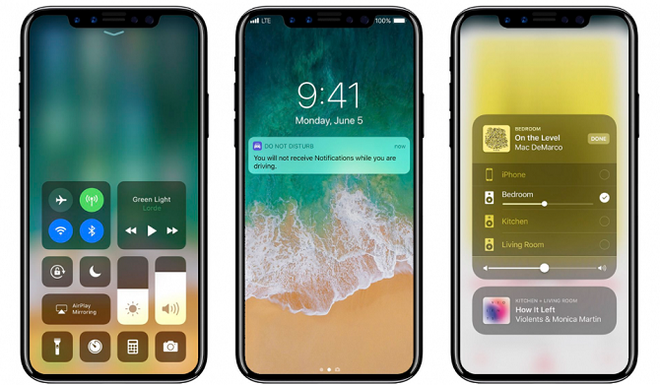 Green Light
Lorde
AirPlay
Mirroring
LTE
100%
9:41
Monday, June 5
DO NOT DISTURB
now
You will not receive Notifications while you are
driving.
BEDROOM
On the Level
Mac DeMarco
DONE
iPhone
Bedroom
Kitchen
Living Room
KITCHEN + LIVING ROOM
How It Left
Violents & Monica Martin